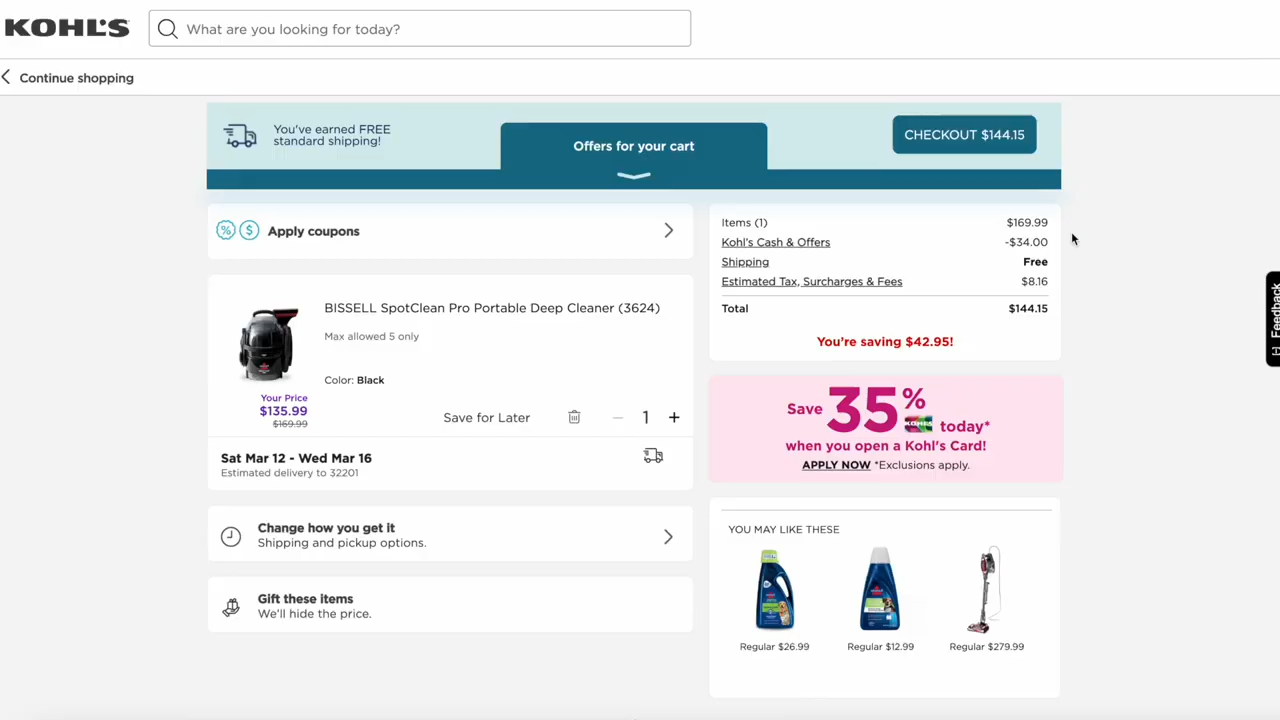 KOHL'S
What are you looking for today?
Continue shopping
You've earned FREE
standard shipping!
Offers for your cart
CHECKOUT $144.15
% $ Apply coupons
Items (1) $169.99
Kohl's Cash & Offers -$34.00
Shipping Free
Estimated Tax, Surcharges & Fees $8.16
Total $144.15
You're saving $42.95!
BISSELL SpotClean Pro Portable Deep Cleaner (3624)
Max allowed 5 only
Color: Black
Your Price
$135.99
$169.99
Save for Later
1
Sat Mar 12 - Wed Mar 16
Estimated delivery to 32201
Save 35% KOHL'S today*
when you open a Kohl's Card!
APPLY NOW *Exclusions apply.
Change how you get it
Shipping and pickup options.
Gift these items
We'll hide the price.
YOU MAY LIKE THESE
Regular $26.99
Regular $12.99
Regular $279.99
[-] Feedback